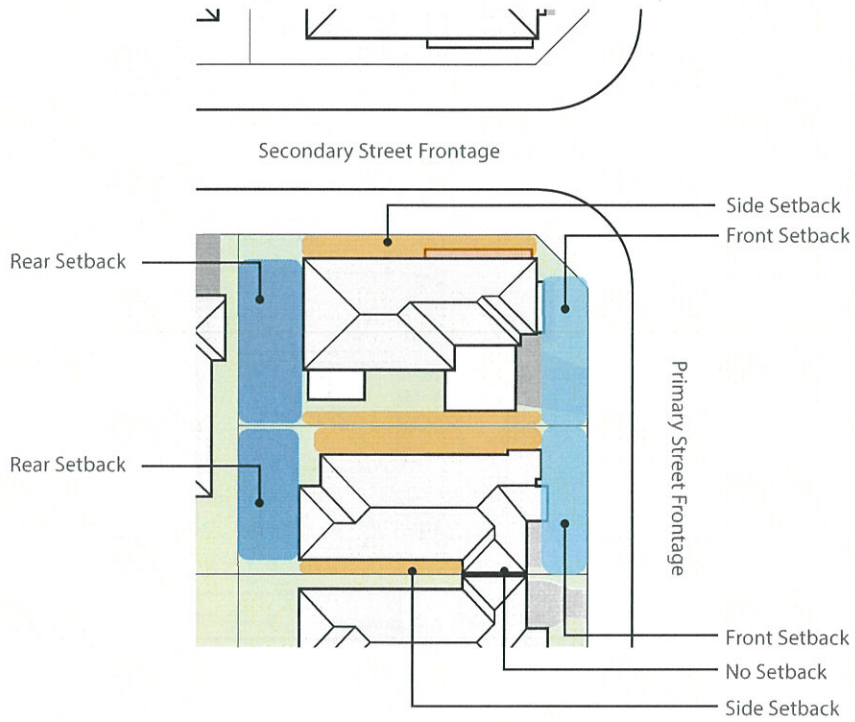 Secondary Street Frontage
Side Setback
Front Setback
Rear Setback
Primary Street Frontage
Rear Setback
Front Setback
No Setback
Side Setback